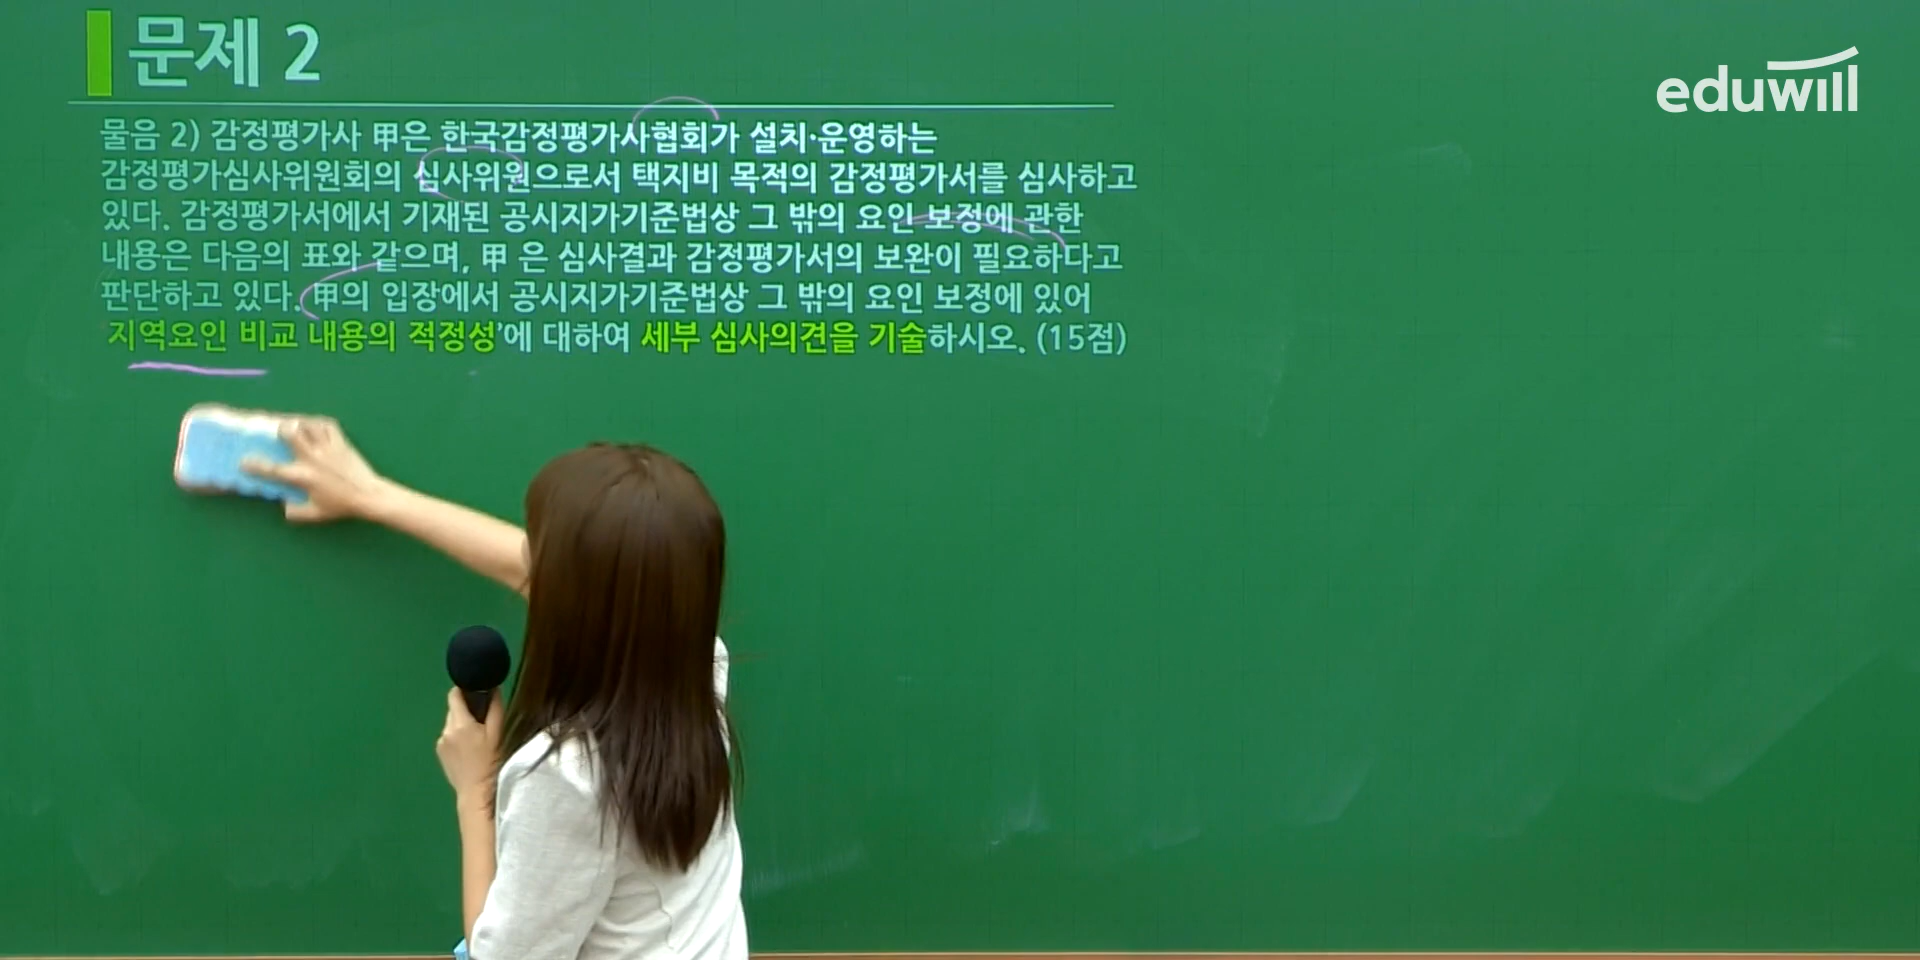 문제 2
eduwill
물음 2) 감정평가사 甲은 한국감정평가사협회가 설치·운영하는
감정평가심사위원회의 심사위원으로서 택지비 목적의 감정평가서를 심사하고
있다. 감정평가서에서 기재된 공시지가기준법상 그 밖의 요인 보정에 관한
내용은 다음의 표와 같으며, 甲 은 심사결과 감정평가서의 보완이 필요하다고
판단하고 있다. 甲의 입장에서 공시지가기준법상 그 밖의 요인 보정에 있어
지역요인 비교 내용의 적정성’에 대하여 세부 심사의견을 기술하시오. (15점)